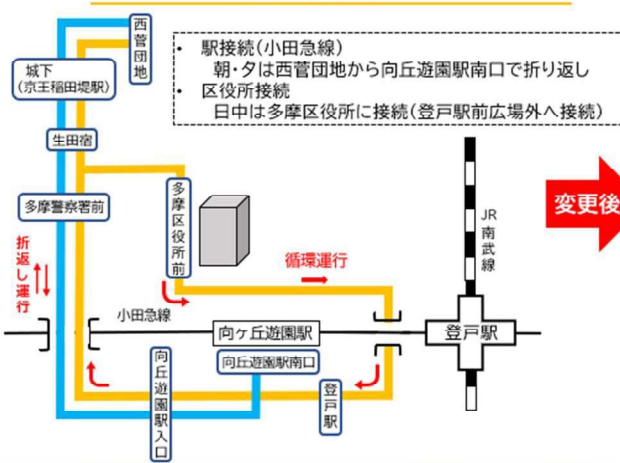 西菅団地
城下
(京王稲田堤駅)
・ 駅接続(小田急線)
朝・夕は西菅団地から向丘遊園駅南口で折り返し
・ 区役所接続
日中は多摩区役所に接続(登戸駅前広場外へ接続)
生田宿
多摩警察署前
多摩区役所前
JR南武線
変更後
折返し運行
循環運行
小田急線
向ヶ丘遊園駅
登戸駅
向丘遊園駅入口
向丘遊園駅南口
登戸駅